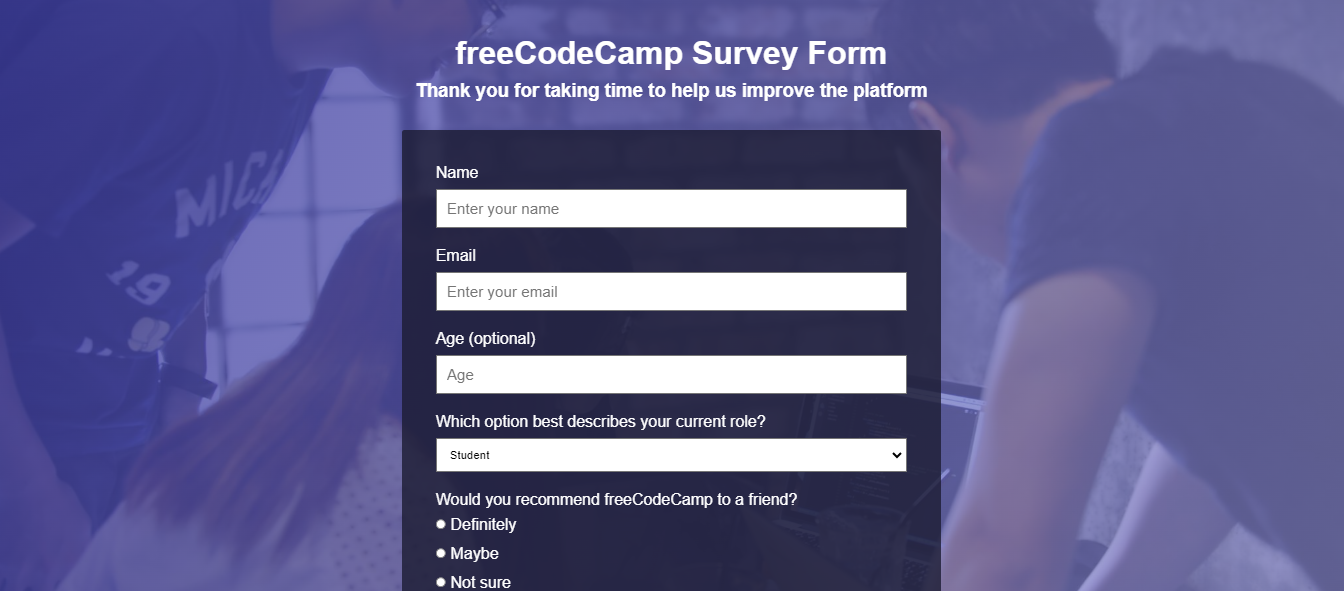 freeCodeCamp Survey Form
Thank you for taking time to help us improve the platform
Name
Enter your name
Email
Enter your email
Age (optional)
Age
Which option best describes your current role?
Student
Would you recommend freeCodeCamp to a friend?
Definitely
Maybe
Not sure
MICH
19